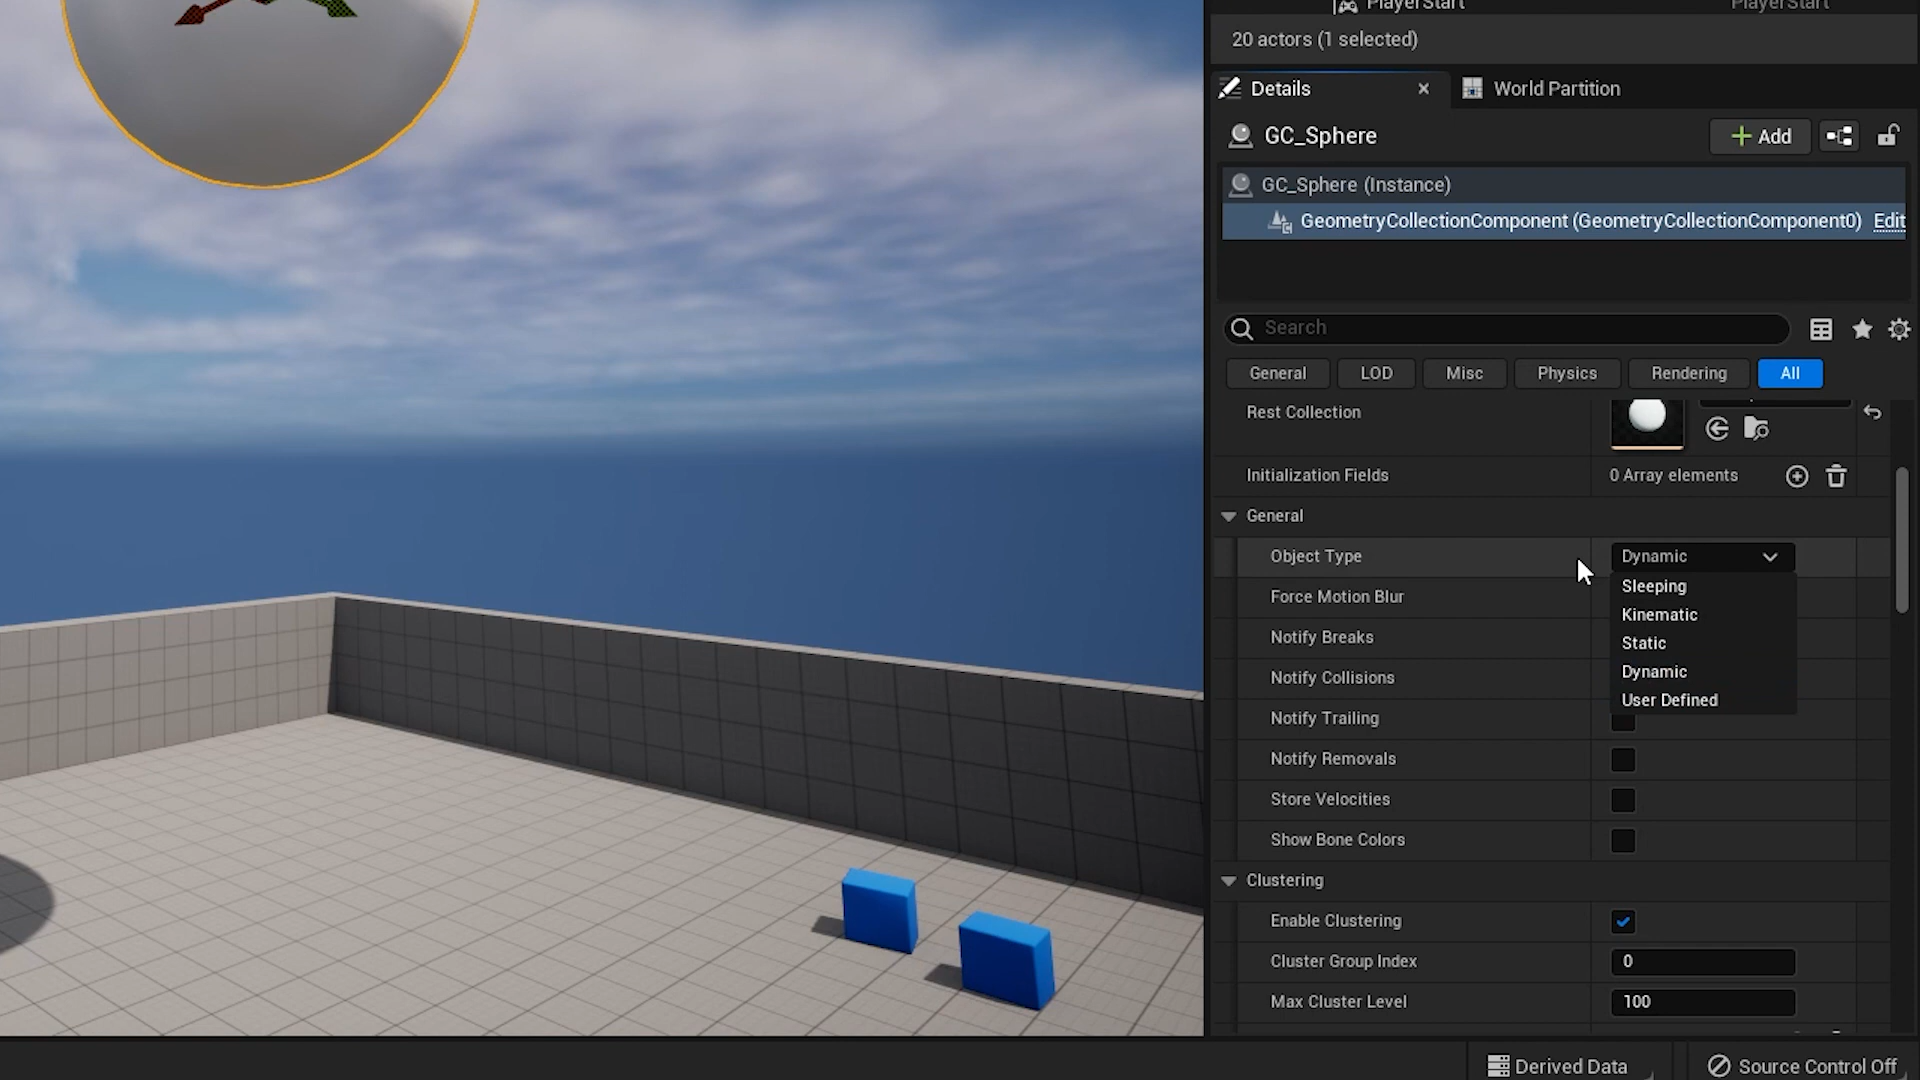 PlayerStart PlayerStart
20 actors (1 selected)
Details World Partition
GC_Sphere Add
GC_Sphere (Instance)
GeometryCollectionComponent (GeometryCollectionComponent0) Edit
Search
General LOD Misc Physics Rendering All
Rest Collection
Initialization Fields 0 Array elements
General
Object Type Dynamic
Sleeping
Force Motion Blur
Kinematic
Notify Breaks
Static
Notify Collisions
Dynamic
User Defined
Notify Trailing
Notify Removals
Store Velocities
Show Bone Colors
Clustering
Enable Clustering
Cluster Group Index 0
Max Cluster Level 100
Derived Data Source Control Off